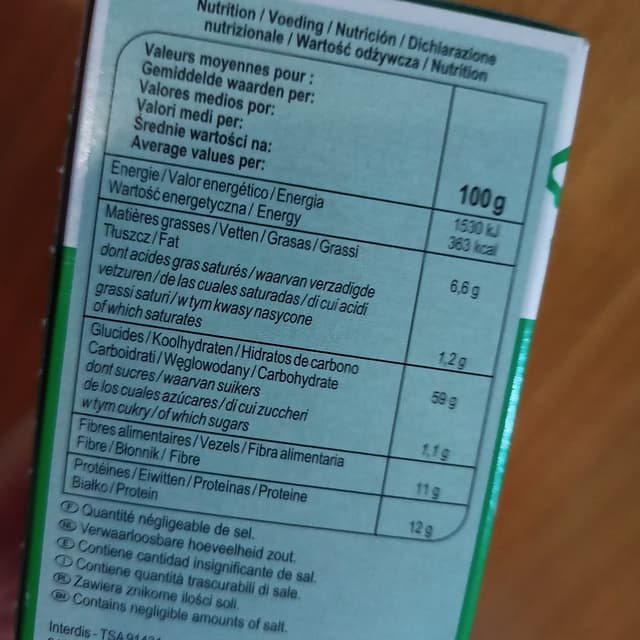 Nutrition / Voeding / Nutrición / Dichiarazione
nutrizionale / Wartość odżywcza / Nutrition
Valeurs moyennes pour :
Gemiddelde waarden per:
Valores medios por:
Valori medi per:
Średnie wartości na:
Average values per:
100g
Energie / Valor energético / Energia
Wartość energetyczna / Energy
1530 kJ
363 kcal
Matières grasses / Vetten / Grasas / Grassi
Tłuszcz / Fat
6,6 g
dont acides gras saturés / waarvan verzadigde
vetzuren / de las cuales saturadas / di cui acidi
grassi saturi / w tym kwasy nasycone
of which saturates
1,2 g
Glucides / Koolhydraten / Hidratos de carbono
Carboidrati / Węglowodany / Carbohydrate
59 g
dont sucres / waarvan suikers
de los cuales azúcares / di cui zuccheri
w tym cukry / of which sugars
1,1 g
Fibres alimentaires / Vezels / Fibra alimentaria
Fibre / Błonnik / Fibre
11 g
Protéines / Eiwitten / Proteínas / Proteine
Białko / Protein
12 g
F Quantité négligeable de sel.
NL Verwaarloosbare hoeveelheid zout.
E Contiene cantidad insignificante de sal.
I Contiene quantità trascurabili di sale.
PL Zawiera znikome ilości soli.
EN Contains negligible amounts of salt.
Interdis - TSA